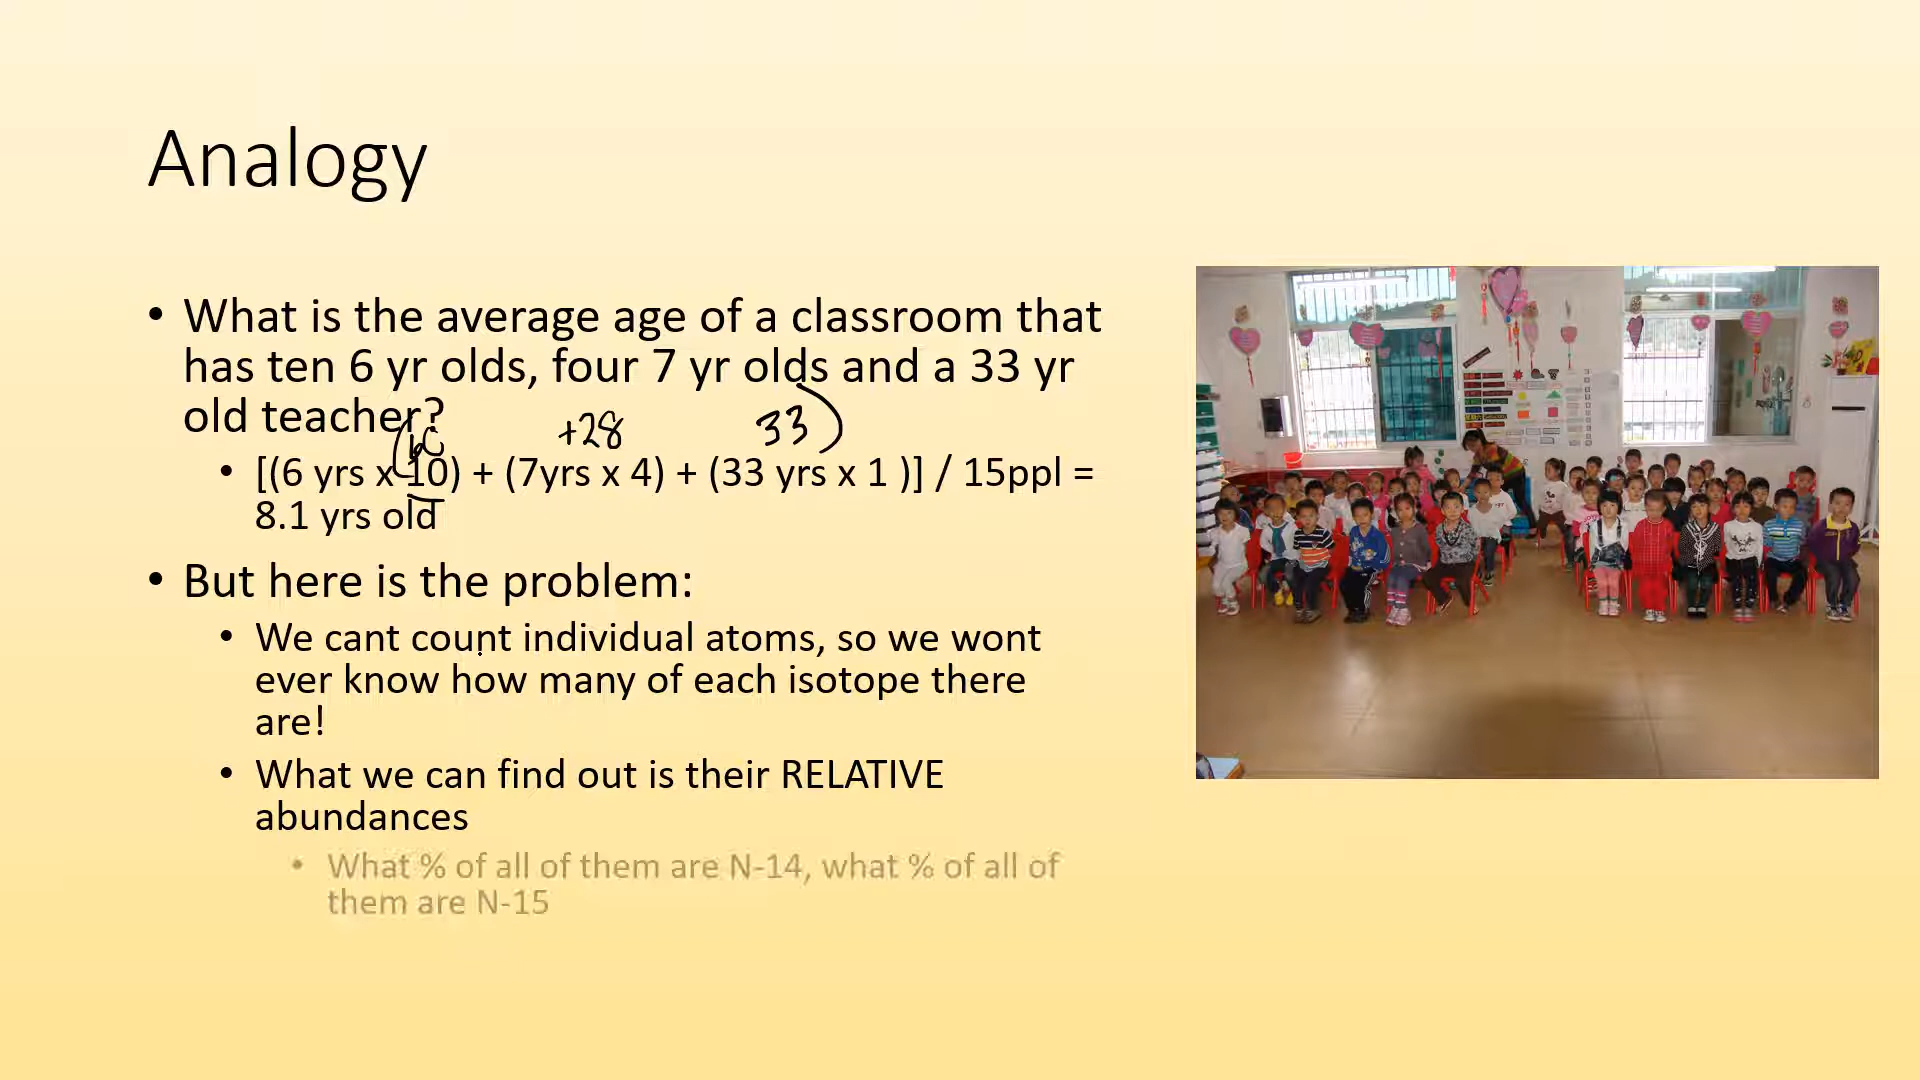 Analogy
• What is the average age of a classroom that
has ten 6 yr olds, four 7 yr olds and a 33 yr
old teacher?
+28 33)
• [(6 yrs x 10) + (7yrs x 4) + (33 yrs x 1 )] / 15ppl =
8.1 yrs old
• But here is the problem:
• We cant count individual atoms, so we wont
ever know how many of each isotope there
are!
• What we can find out is their RELATIVE
abundances
• What % of all of them are N-14, what % of all of
them are N-15